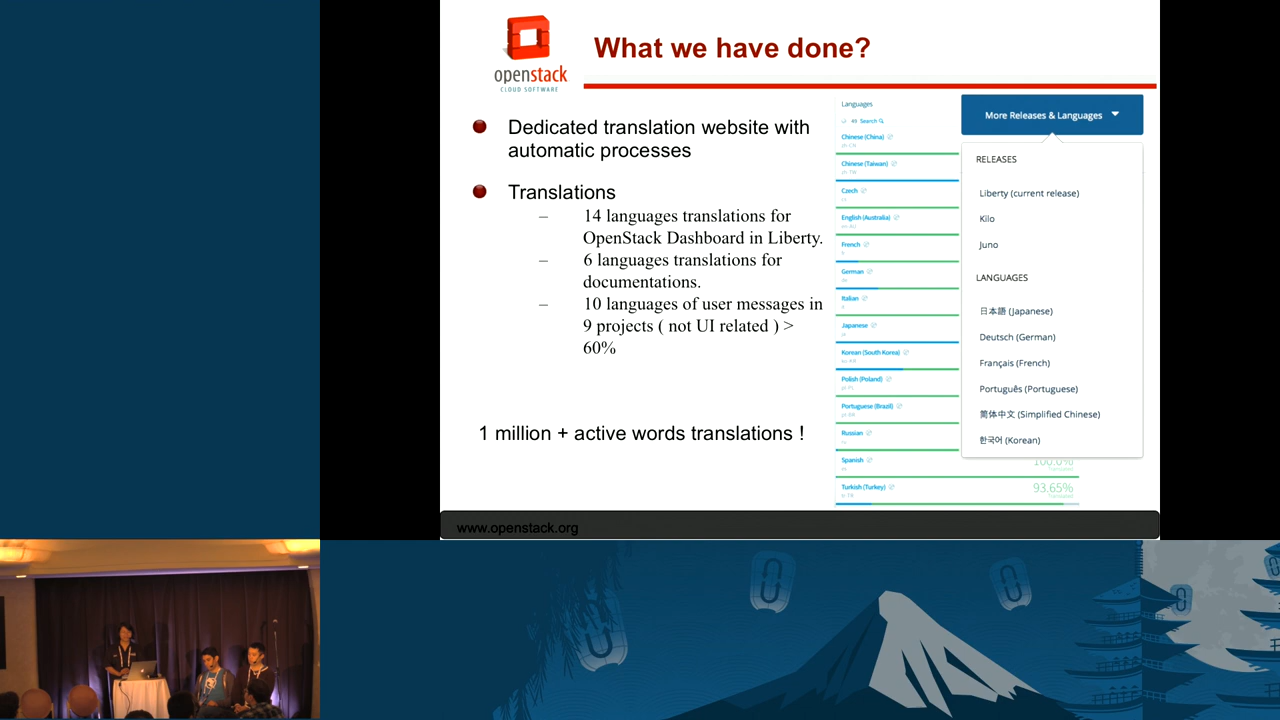 openstack
CLOUD SOFTWARE
What we have done?
Dedicated translation website with
automatic processes
Translations
– 14 languages translations for
OpenStack Dashboard in Liberty.
– 6 languages translations for
documentations.
– 10 languages of user messages in
9 projects ( not UI related ) >
60%
1 million + active words translations !
Languages
Search
Chinese (China)
Chinese (Taiwan)
Czech
English (Australia)
French
German
Italian
Japanese
Korean (South Korea)
Polish (Poland)
Portuguese (Brazil)
Russian
Spanish
100.0%
Turkish (Turkey)
93.65%
More Releases & Languages
RELEASES
Liberty (current release)
Kilo
Juno
LANGUAGES
日本語 (Japanese)
Deutsch (German)
Français (French)
Português (Portuguese)
简体中文 (Simplified Chinese)
한국어 (Korean)
www.openstack.org